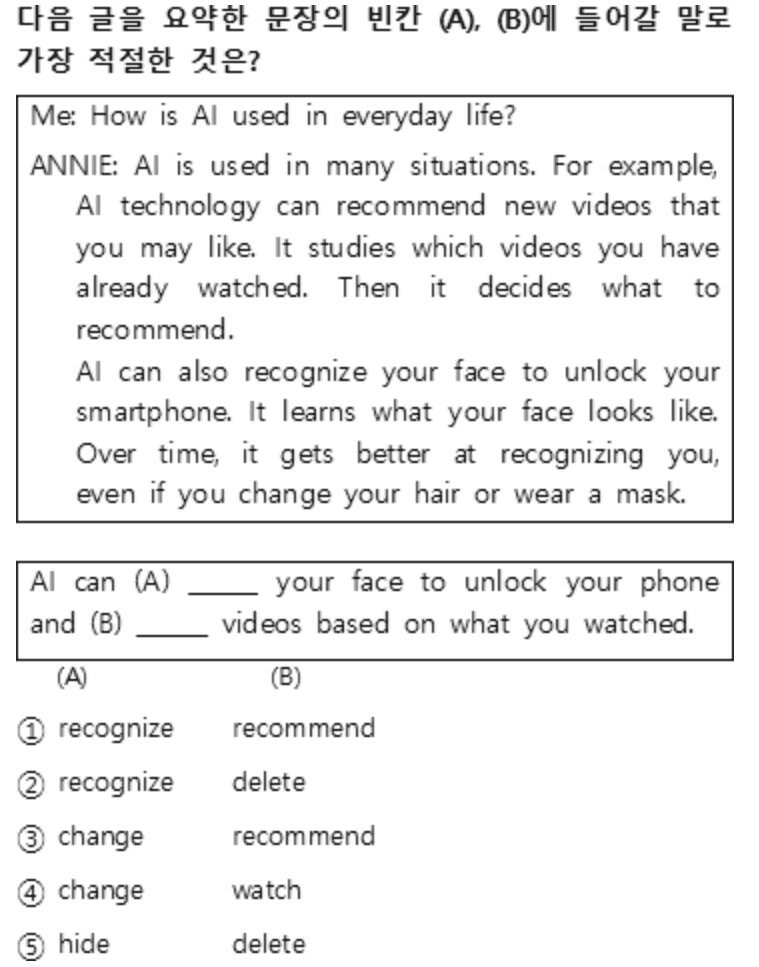 다음 글을 요약한 문장의 빈칸 (A), (B)에 들어갈 말로
가장 적절한 것은?
Me: How is AI used in everyday life?
ANNIE: AI is used in many situations. For example,
AI technology can recommend new videos that
you may like. It studies which videos you have
already watched. Then it decides what to
recommend.
AI can also recognize your face to unlock your
smartphone. It learns what your face looks like.
Over time, it gets better at recognizing you,
even if you change your hair or wear a mask.
AI can (A) _____ your face to unlock your phone
and (B) _____ videos based on what you watched.
(A) (B)
① recognize recommend
② recognize delete
③ change recommend
④ change watch
⑤ hide delete